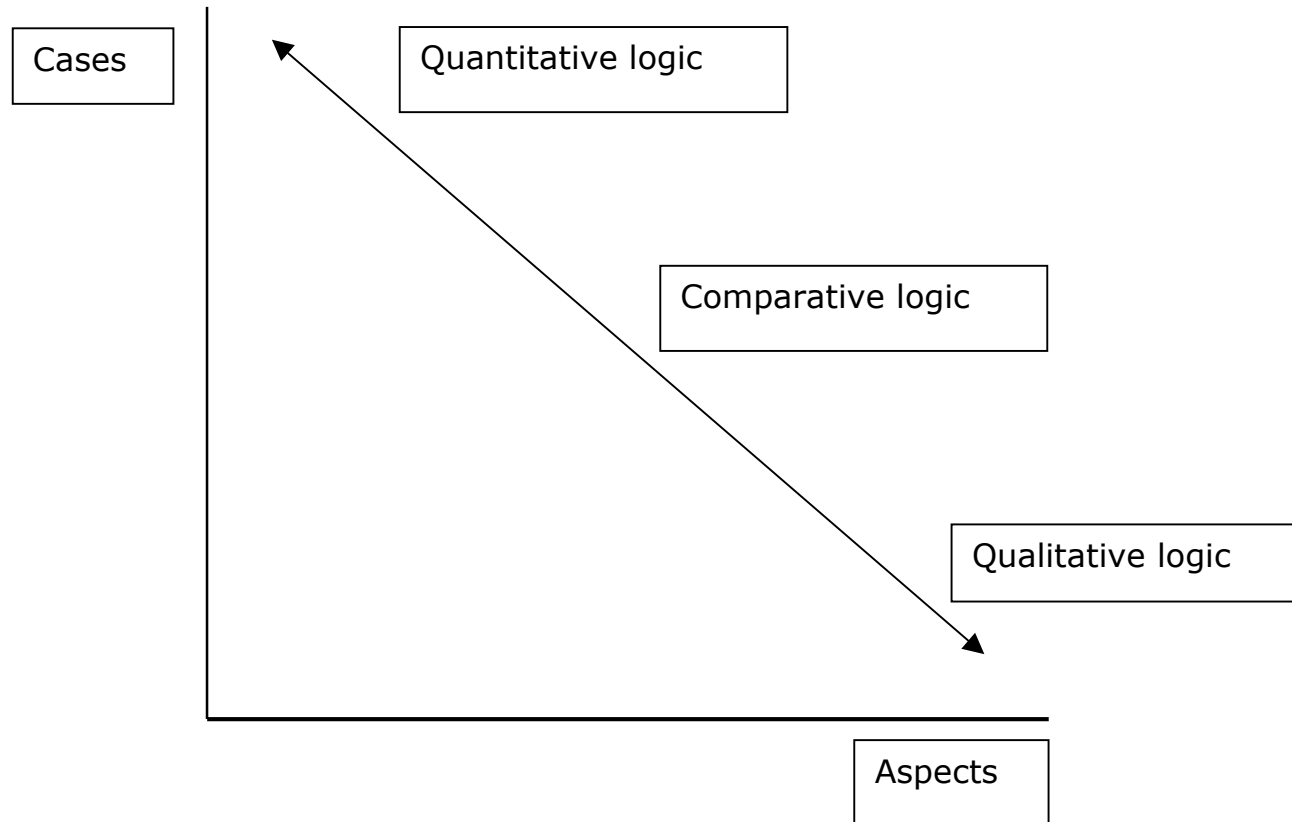 Cases
Quantitative logic
Comparative logic
Qualitative logic
Aspects